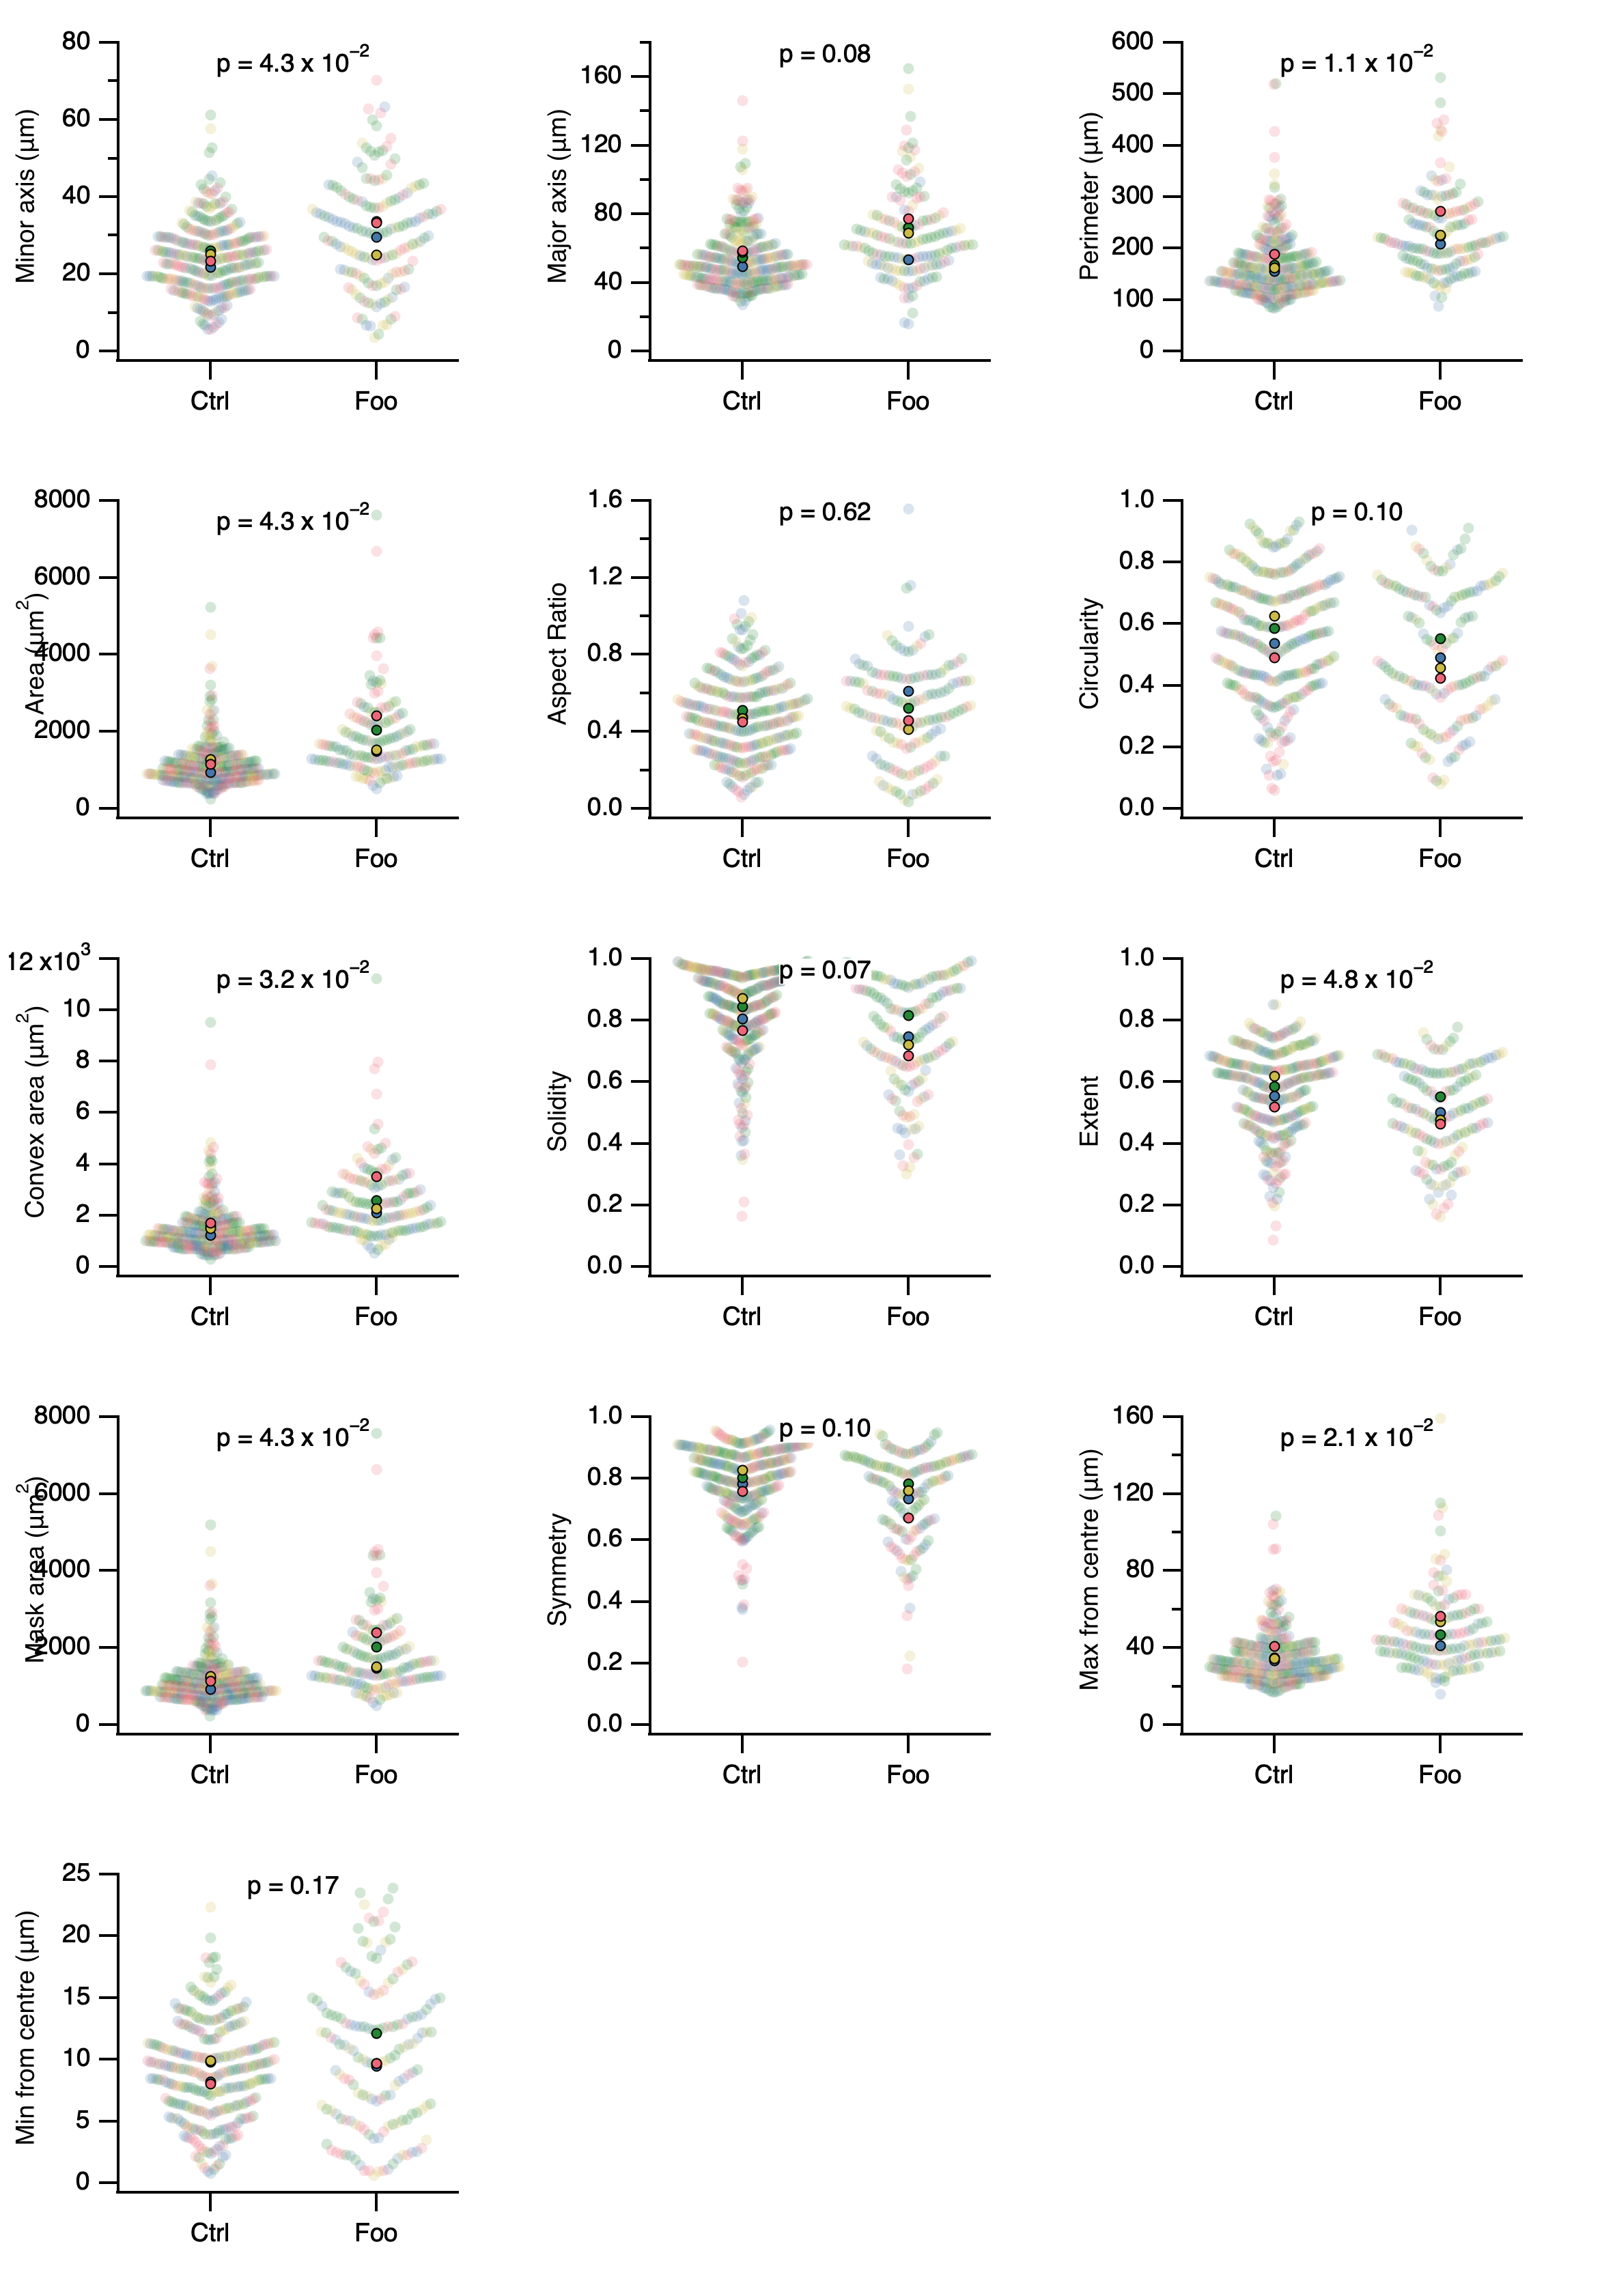 80
60
40
20
0
Minor axis (µm)
p = 4.3 x 10⁻²
Ctrl
Foo
160
120
80
40
0
Major axis (µm)
p = 0.08
Ctrl
Foo
600
500
400
300
200
100
0
Perimeter (µm)
p = 1.1 x 10⁻²
Ctrl
Foo
8000
6000
4000
2000
0
Area (µm²)
p = 4.3 x 10⁻²
Ctrl
Foo
1.6
1.2
0.8
0.4
0.0
Aspect Ratio
p = 0.62
Ctrl
Foo
1.0
0.8
0.6
0.4
0.2
0.0
Circularity
p = 0.10
Ctrl
Foo
12 x10³
10
8
6
4
2
0
Convex area (µm²)
p = 3.2 x 10⁻²
Ctrl
Foo
1.0
0.8
0.6
0.4
0.2
0.0
Solidity
p = 0.07
Ctrl
Foo
1.0
0.8
0.6
0.4
0.2
0.0
Extent
p = 4.8 x 10⁻²
Ctrl
Foo
8000
6000
4000
2000
0
Mask area (µm²)
p = 4.3 x 10⁻²
Ctrl
Foo
1.0
0.8
0.6
0.4
0.2
0.0
Symmetry
p = 0.10
Ctrl
Foo
160
120
80
40
0
Max from centre (µm)
p = 2.1 x 10⁻²
Ctrl
Foo
25
20
15
10
5
0
Min from centre (µm)
p = 0.17
Ctrl
Foo